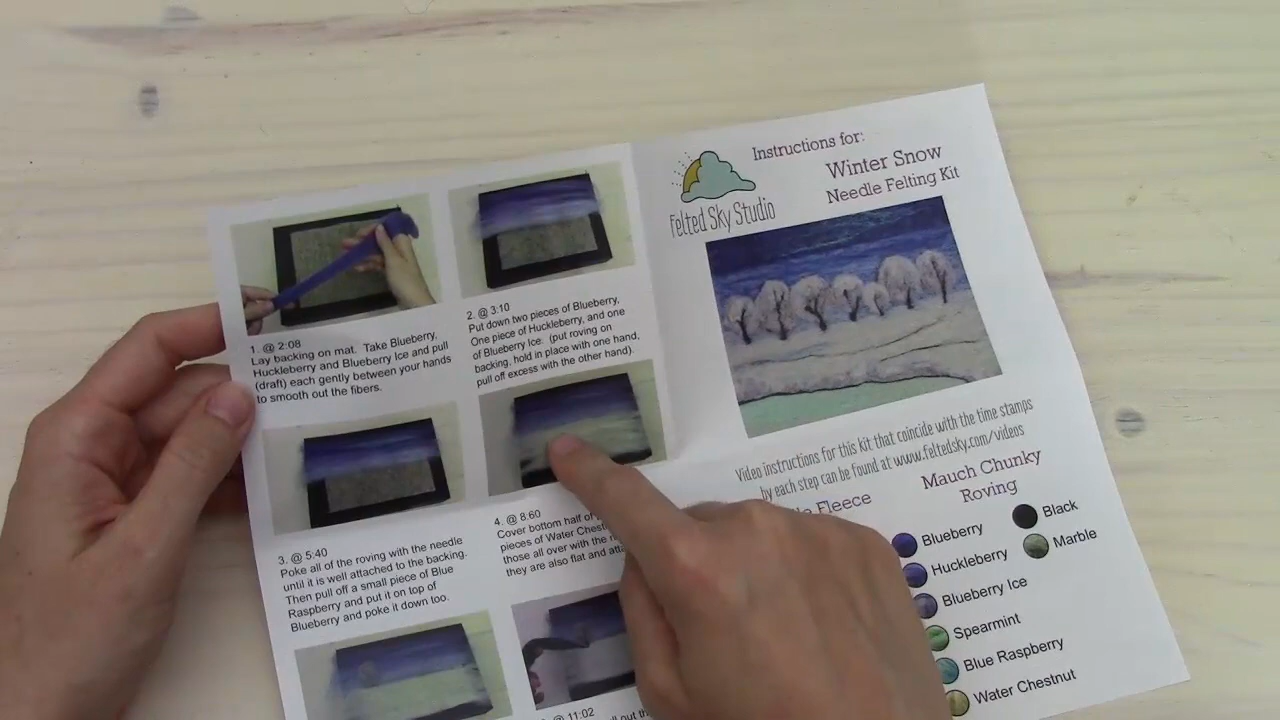 Instructions for:
Winter Snow
Needle Felting Kit
Felted Sky Studio
1. @ 2:08
Lay backing on mat. Take Blueberry,
Huckleberry and Blueberry Ice and pull
(draft) each gently between your hands
to smooth out the fibers.
2. @ 3:10
Put down two pieces of Blueberry,
One piece of Huckleberry, and one
of Blueberry Ice. (put roving on
backing, hold in place with one hand,
pull off excess with the other hand).
3. @ 5:40
Poke all of the roving with the needle
until it is well attached to the backing.
Then pull off a small piece of Blue
Raspberry and put it on top of
Blueberry and poke it down too.
4. @ 8:60
Cover bottom half of
pieces of Water
those all over with the
they are also flat and
@ 11:02
out
Video instructions for this kit that coincide with the time stamps
by each step can be found at www.feltedsky.com/videos
Fleece
Blueberry
Huckleberry
Blueberry Ice
Spearmint
Blue Raspberry
Water Chestnut
Mauch Chunky
Roving
Black
Marble